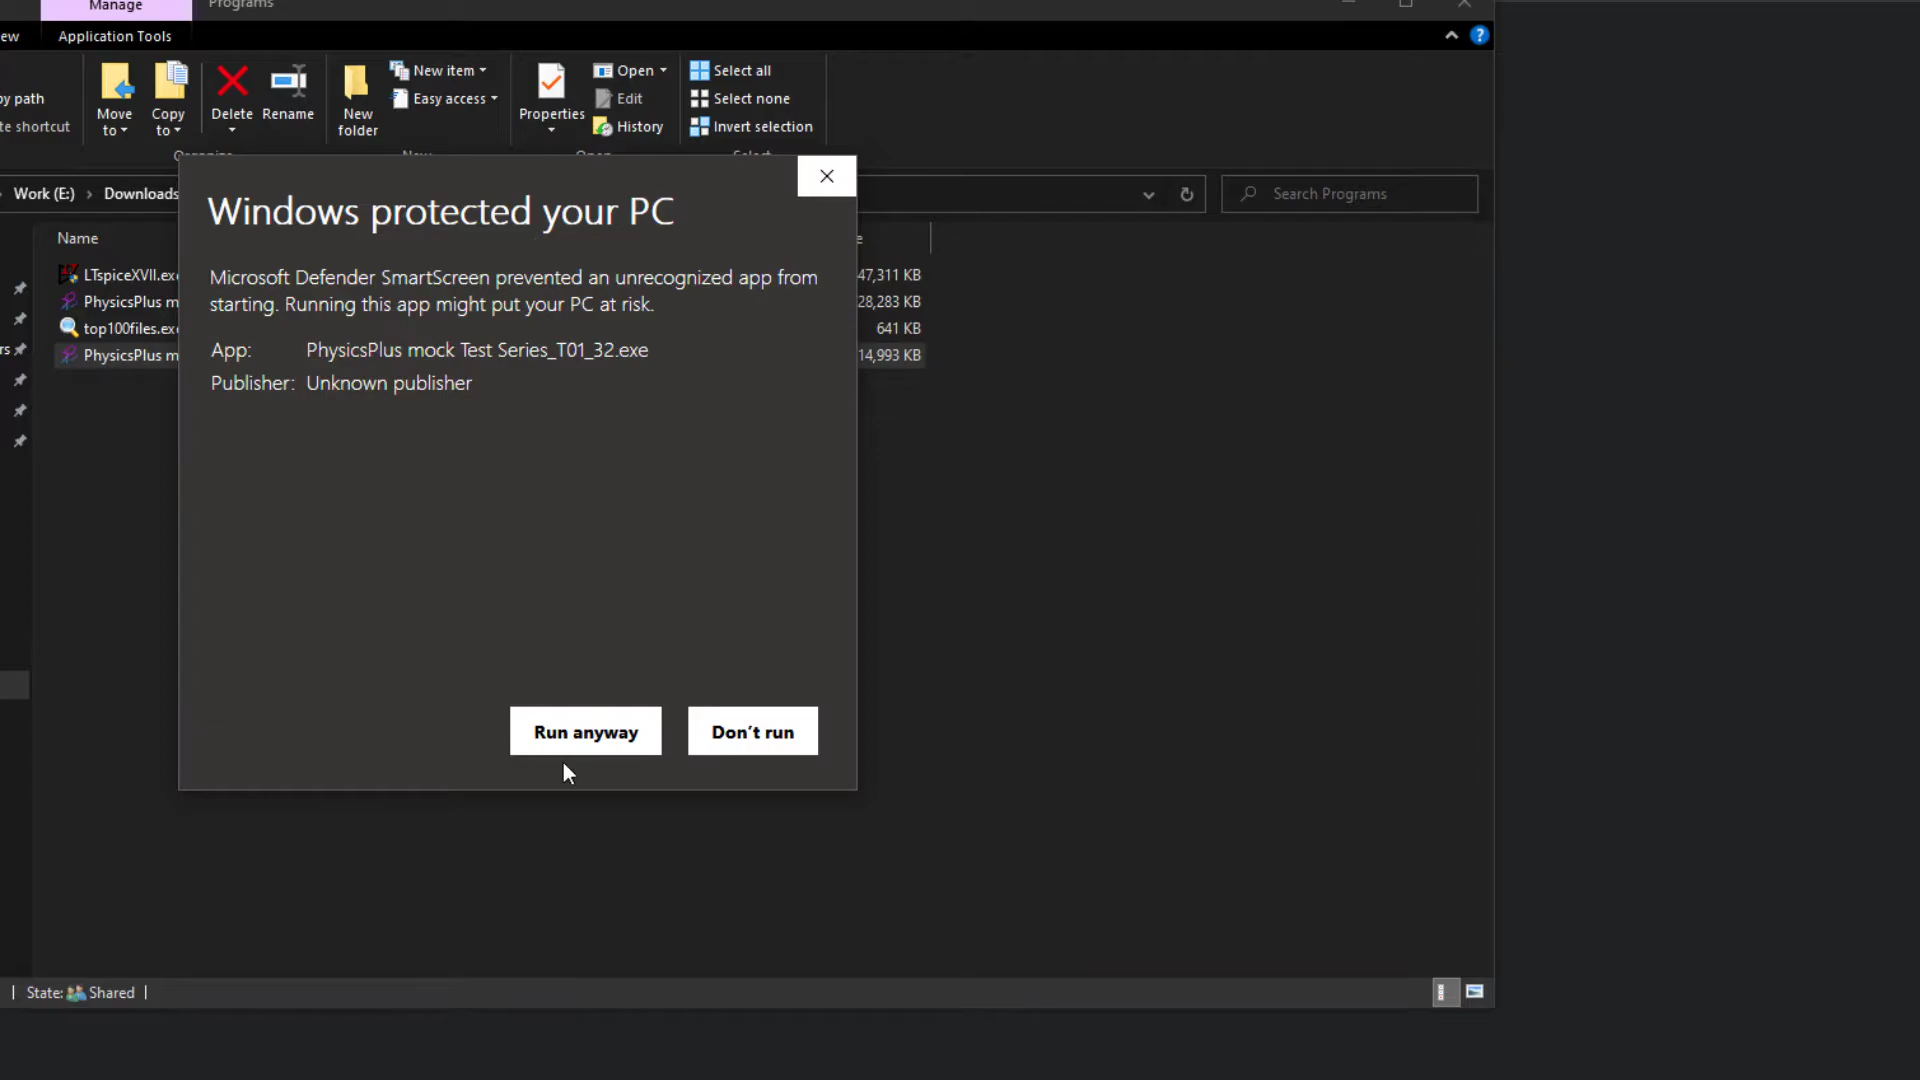 Manage
Programs
ew
Application Tools
y path
te shortcut
Move
to
Copy
to
Delete
Rename
New
folder
New item
Easy access
Properties
Open
Edit
History
Select all
Select none
Invert selection
Work (E:)
Downloads
Search Programs
Name
e
LTspiceXVII.exe
47,311 KB
PhysicsPlus m
28,283 KB
top100files.exe
641 KB
PhysicsPlus m
14,993 KB
rs
Windows protected your PC
Microsoft Defender SmartScreen prevented an unrecognized app from
starting. Running this app might put your PC at risk.
App: PhysicsPlus mock Test Series_T01_32.exe
Publisher: Unknown publisher
Run anyway
Don't run
State: Shared